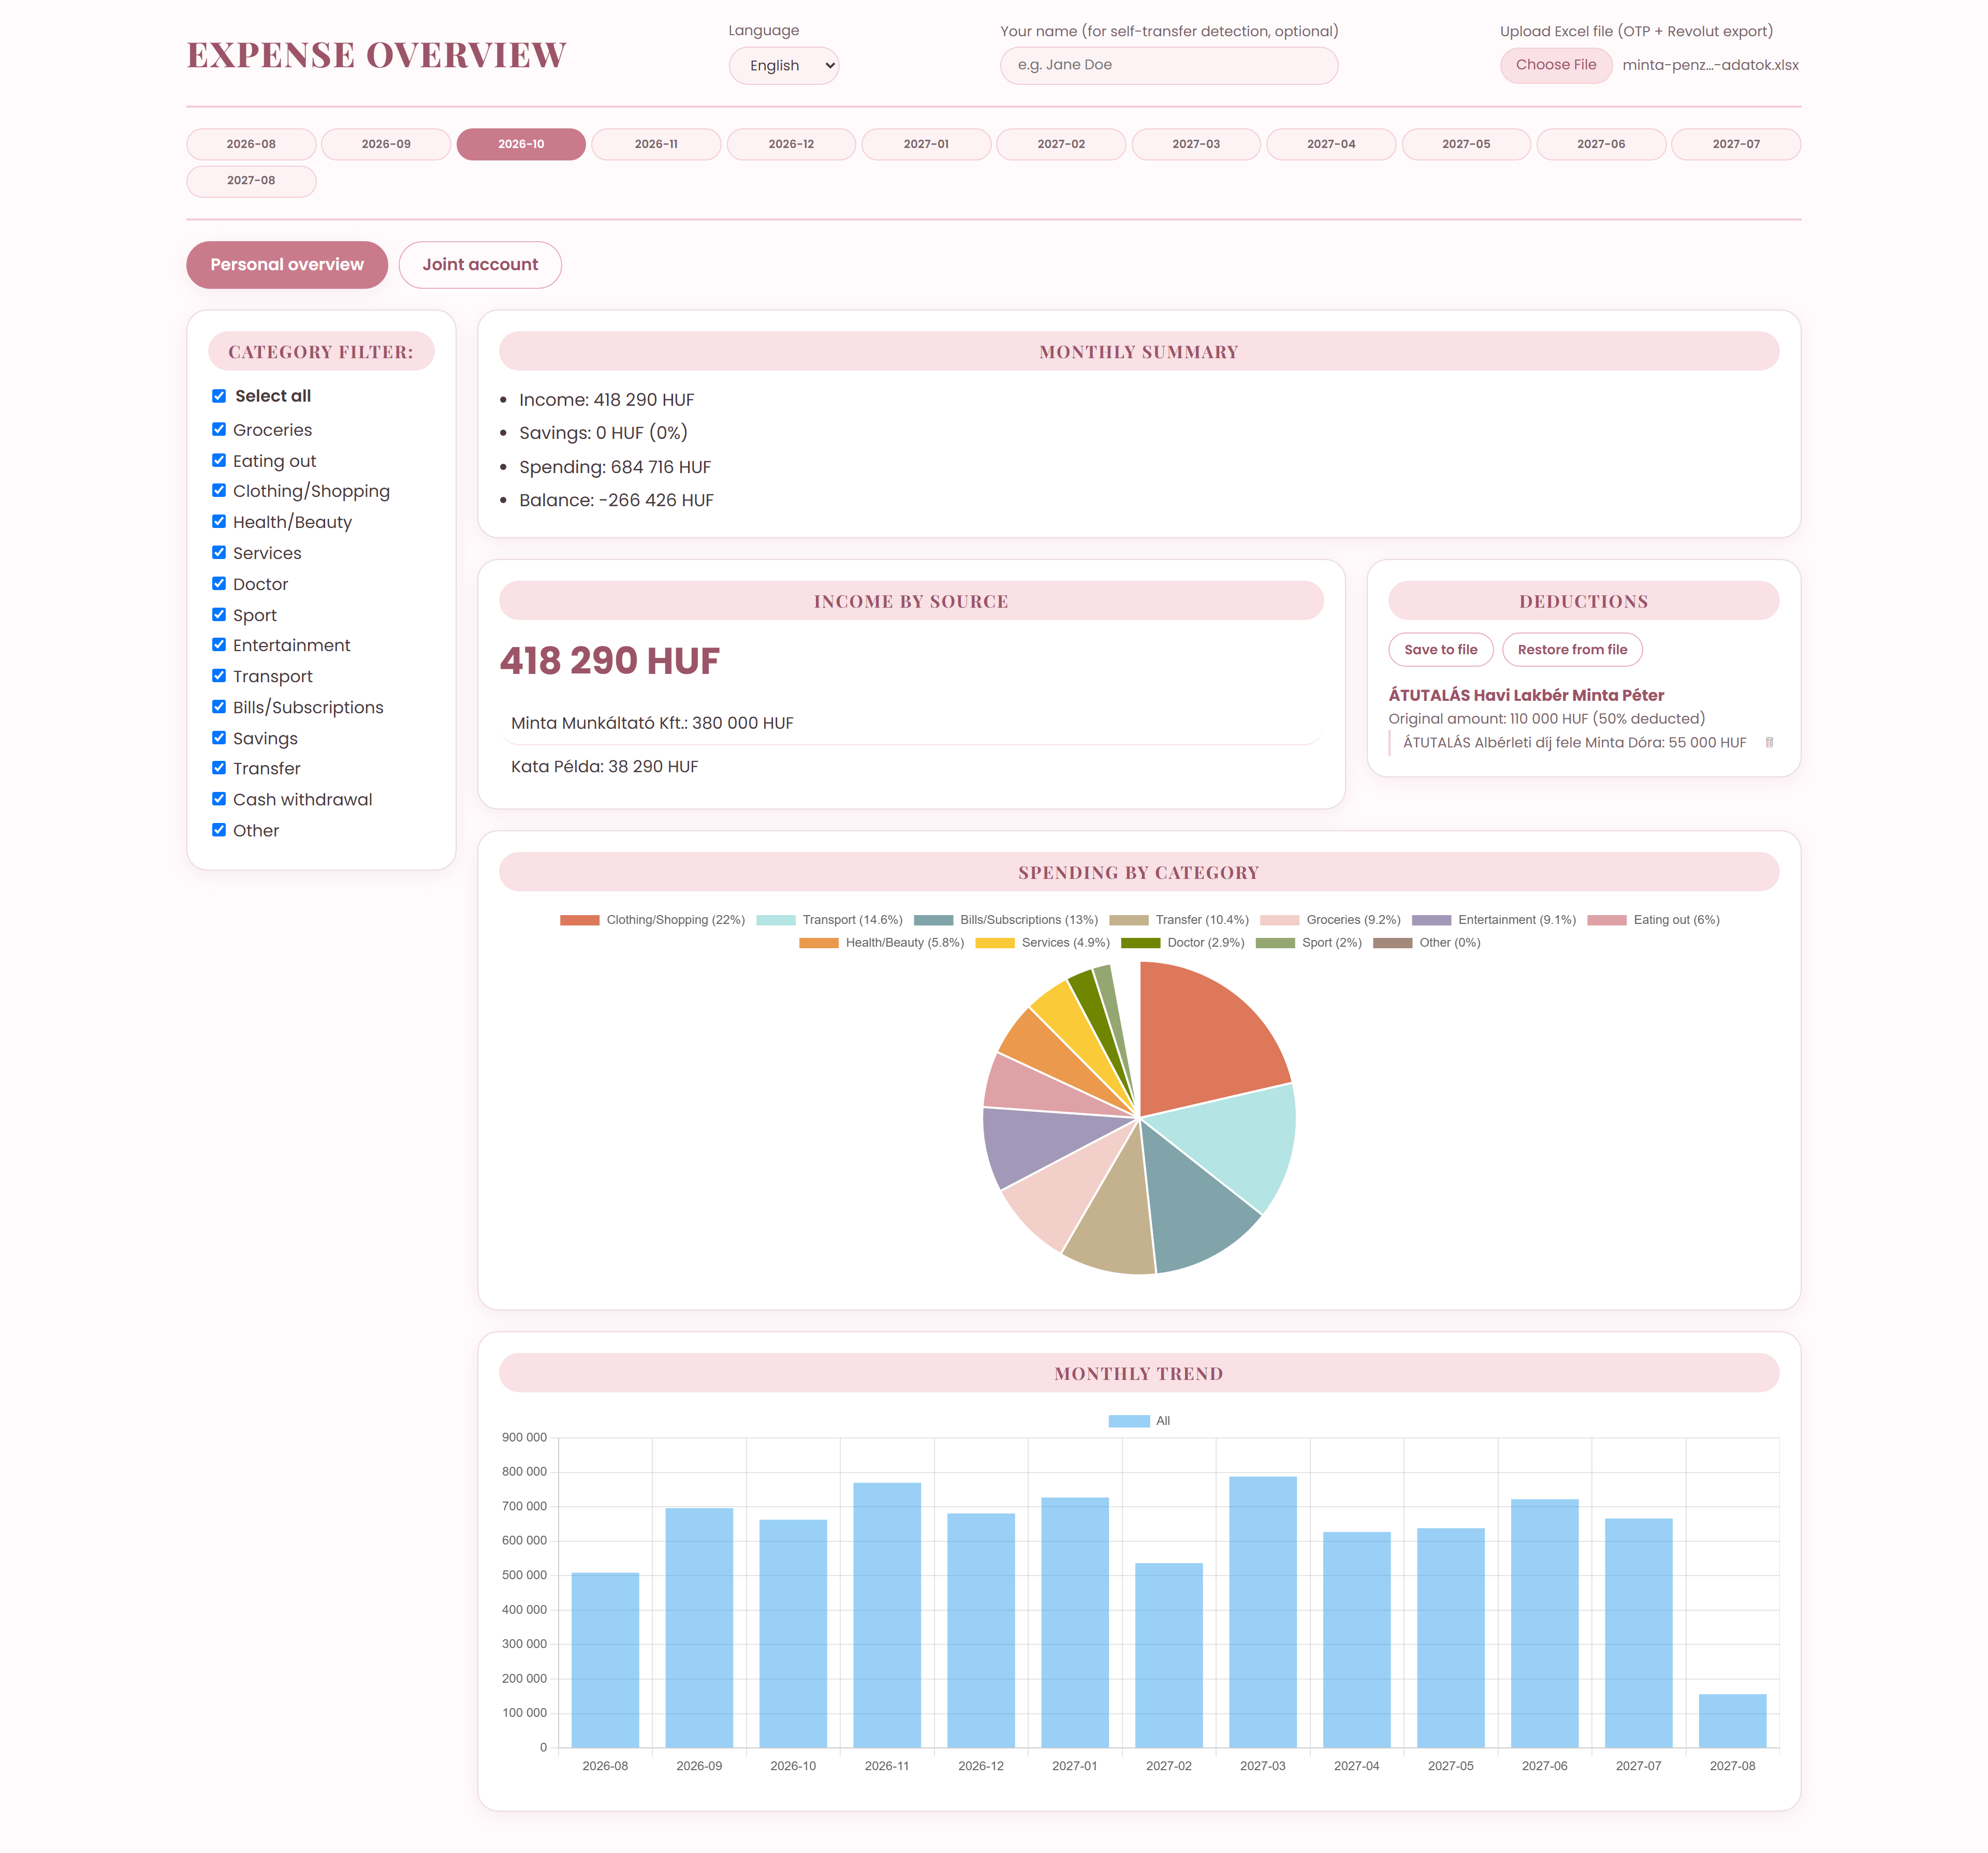 EXPENSE OVERVIEW
Language
English
Your name (for self-transfer detection, optional)
e.g. Jane Doe
Upload Excel file (OTP + Revolut export)
Choose File minta-penz...-adatok.xlsx
2026-08 2026-09 2026-10 2026-11 2026-12 2027-01 2027-02 2027-03 2027-04 2027-05 2027-06 2027-07
2027-08
Personal overview Joint account
CATEGORY FILTER:
Select all
Groceries
Eating out
Clothing/Shopping
Health/Beauty
Services
Doctor
Sport
Entertainment
Transport
Bills/Subscriptions
Savings
Transfer
Cash withdrawal
Other
MONTHLY SUMMARY
• Income: 418 290 HUF
• Savings: 0 HUF (0%)
• Spending: 684 716 HUF
• Balance: -266 426 HUF
INCOME BY SOURCE
418 290 HUF
Minta Munkáltató Kft.: 380 000 HUF
Kata Példa: 38 290 HUF
DEDUCTIONS
Save to file Restore from file
ÁTUTALÁS Havi Lakbér Minta Péter
Original amount: 110 000 HUF (50% deducted)
ÁTUTALÁS Albérleti díj fele Minta Dóra: 55 000 HUF
SPENDING BY CATEGORY
Clothing/Shopping (22%) Transport (14.6%) Bills/Subscriptions (13%) Transfer (10.4%) Groceries (9.2%) Entertainment (9.1%) Eating out (6%)
Health/Beauty (5.8%) Services (4.9%) Doctor (2.9%) Sport (2%) Other (0%)
MONTHLY TREND
All
900 000
800 000
700 000
600 000
500 000
400 000
300 000
200 000
100 000
0
2026-08 2026-09 2026-10 2026-11 2026-12 2027-01 2027-02 2027-03 2027-04 2027-05 2027-06 2027-07 2027-08